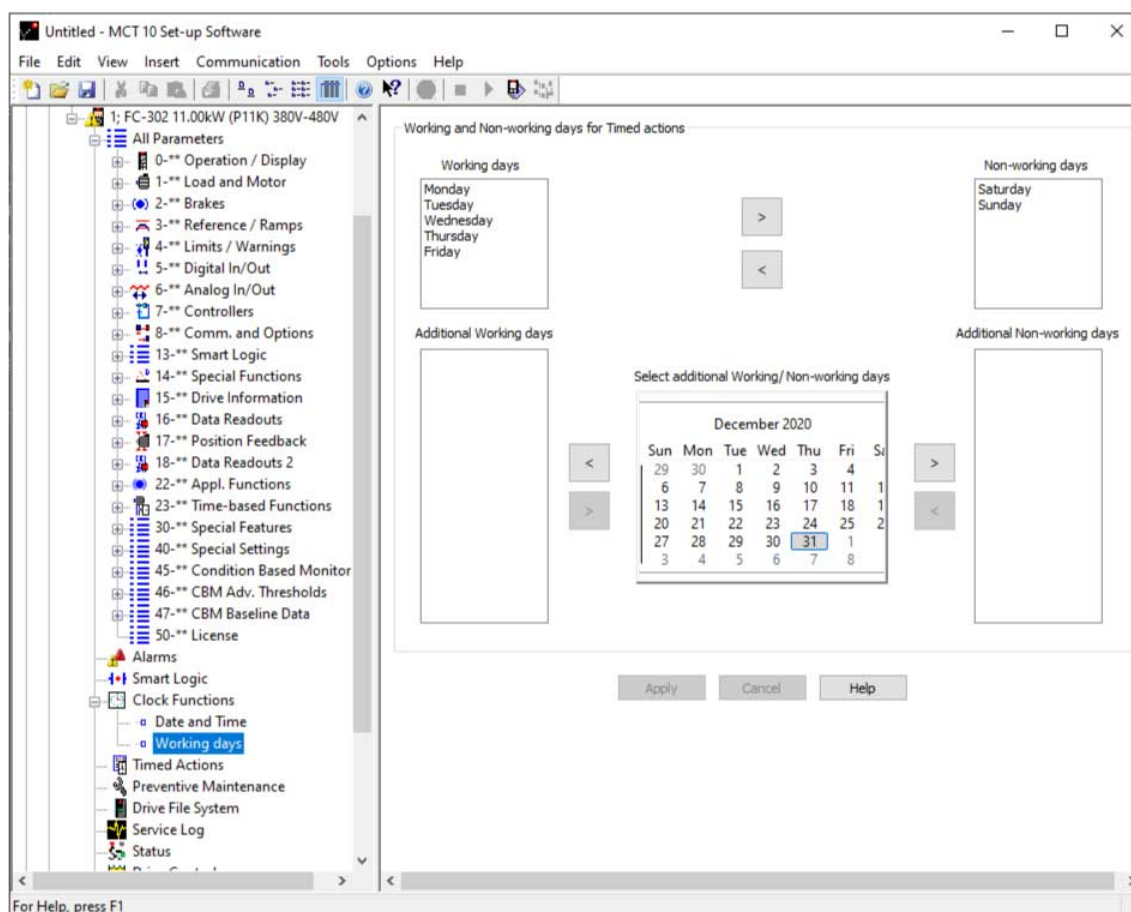 Untitled - MCT 10 Set-up Software
File Edit View Insert Communication Tools Options Help
1; FC-302 11.00kW (P11K) 380V-480V
All Parameters
0-** Operation / Display
1-** Load and Motor
2-** Brakes
3-** Reference / Ramps
4-** Limits / Warnings
5-** Digital In/Out
6-** Analog In/Out
7-** Controllers
8-** Comm. and Options
13-** Smart Logic
14-** Special Functions
15-** Drive Information
16-** Data Readouts
17-** Position Feedback
18-** Data Readouts 2
22-** Appl. Functions
23-** Time-based Functions
30-** Special Features
40-** Special Settings
45-** Condition Based Monitor
46-** CBM Adv. Thresholds
47-** CBM Baseline Data
50-** License
Alarms
Smart Logic
Clock Functions
Date and Time
Working days
Timed Actions
Preventive Maintenance
Drive File System
Service Log
Status
Working and Non-working days for Timed actions
Working days
Monday
Tuesday
Wednesday
Thursday
Friday
>
<
Non-working days
Saturday
Sunday
Additional Working days
<
>
Select additional Working/ Non-working days
December 2020
Sun Mon Tue Wed Thu Fri
29 30 1 2 3 4
6 7 8 9 10 11
13 14 15 16 17 18
20 21 22 23 24 25
27 28 29 30 31 1
3 4 5 6 7 8
>
<
Additional Non-working days
Apply Cancel Help
For Help, press F1